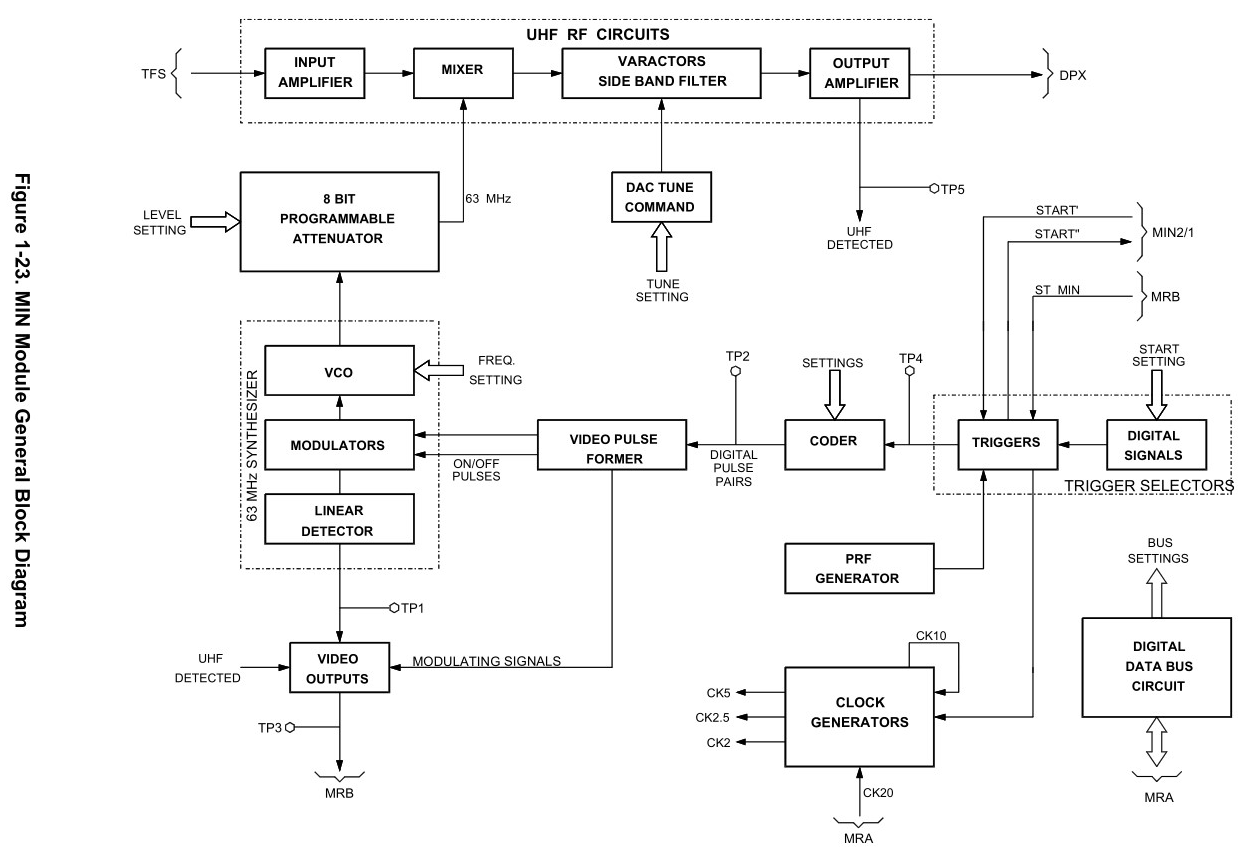 UHF RF CIRCUITS
TFS
INPUT
AMPLIFIER
MIXER
VARACTORS
SIDE BAND FILTER
OUTPUT
AMPLIFIER
DPX
8 BIT
PROGRAMMABLE
ATTENUATOR
63 MHz
LEVEL
SETTING
DAC TUNE
COMMAND
TUNE
SETTING
TP5
UHF
DETECTED
START'
START"
MIN2/1
ST MIN
MRB
63 MHz SYNTHESIZER
VCO
FREQ.
SETTING
MODULATORS
ON/OFF
PULSES
LINEAR
DETECTOR
VIDEO PULSE
FORMER
TP2
DIGITAL
PULSE
PAIRS
SETTINGS
CODER
TP4
TRIGGERS
START
SETTING
DIGITAL
SIGNALS
TRIGGER SELECTORS
PRF
GENERATOR
TP1
UHF
DETECTED
VIDEO
OUTPUTS
MODULATING SIGNALS
TP3
MRB
CK10
CLOCK
GENERATORS
CK5
CK2.5
CK2
CK20
MRA
BUS
SETTINGS
DIGITAL
DATA BUS
CIRCUIT
MRA
Figure 1-23. MIN Module General Block Diagram